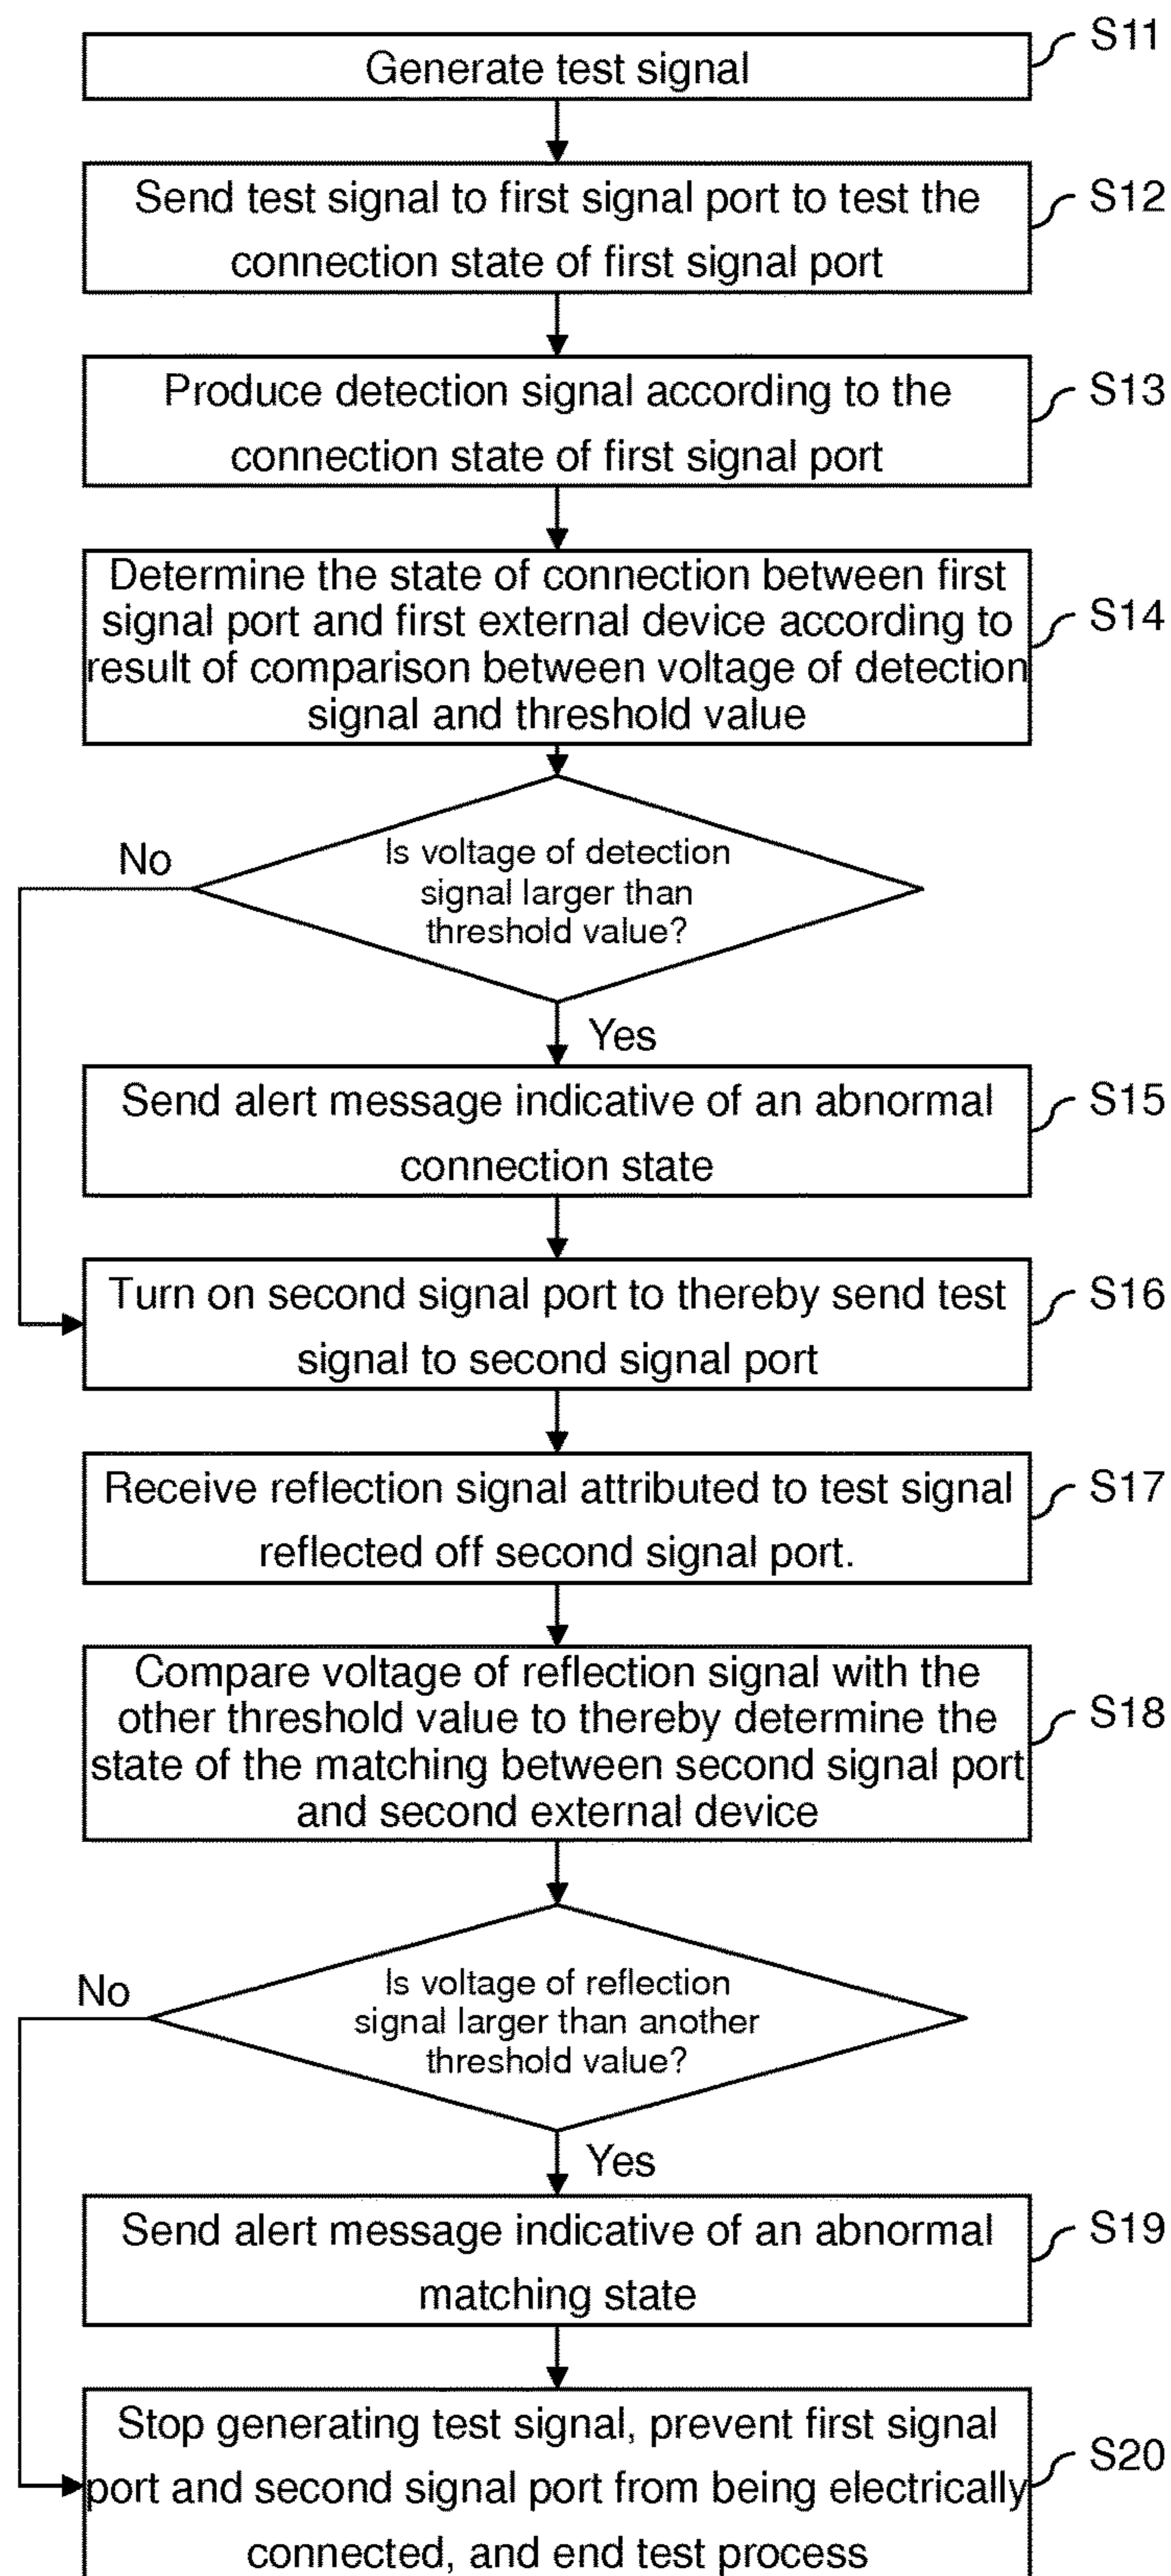 Generate test signal
S11
Send test signal to first signal port to test the
connection state of first signal port
S12
Produce detection signal according to the
connection state of first signal port
S13
Determine the state of connection between first
signal port and first external device according to
result of comparison between voltage of detection
signal and threshold value
S14
Is voltage of detection
signal larger than
threshold value?
No
Yes
Send alert message indicative of an abnormal
connection state
S15
Turn on second signal port to thereby send test
signal to second signal port
S16
Receive reflection signal attributed to test signal
reflected off second signal port.
S17
Compare voltage of reflection signal with the
other threshold value to thereby determine the
state of the matching between second signal port
and second external device
S18
Is voltage of reflection
signal larger than another
threshold value?
No
Yes
Send alert message indicative of an abnormal
matching state
S19
Stop generating test signal, prevent first signal
port and second signal port from being electrically
connected, and end test process
S20